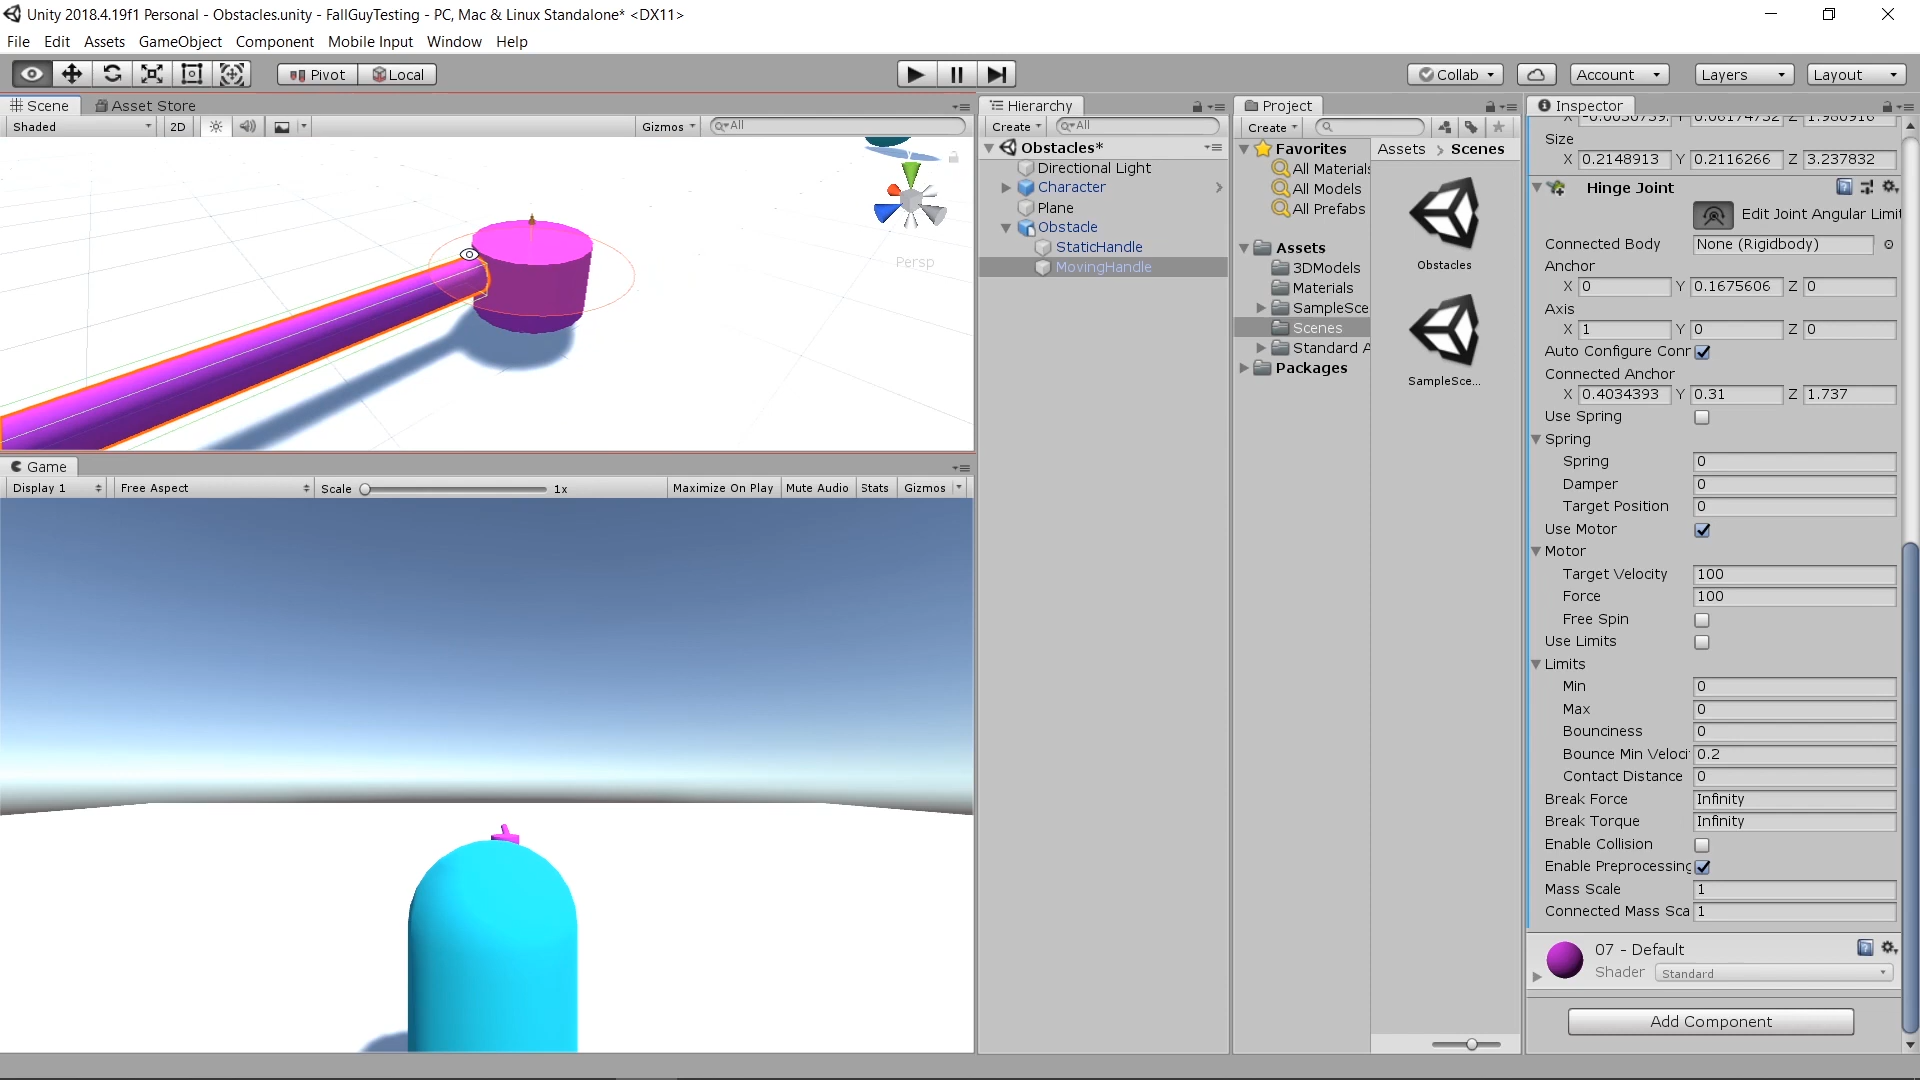 Unity 2018.4.19f1 Personal - Obstacles.unity - FallGuyTesting - PC, Mac & Linux Standalone* <DX11>
File Edit Assets GameObject Component Mobile Input Window Help
Pivot Local Collab Account Layers Layout
Scene Asset Store
Shaded 2D Gizmos All
Persp
Game
Display 1 Free Aspect Scale 1x Maximize On Play Mute Audio Stats Gizmos
Hierarchy
Create All
Obstacles*
Directional Light
Character
Plane
Obstacle
StaticHandle
MovingHandle
Project
Create
Favorites
All Materials
All Models
All Prefabs
Assets
3DModels
Materials
SampleSce
Scenes
Standard A
Packages
Assets > Scenes
Obstacles
SampleSce...
Inspector
Size
X 0.2148913 Y 0.2116266 Z 3.237832
Hinge Joint
Edit Joint Angular Limit
Connected Body None (Rigidbody)
Anchor
X 0 Y 0.1675606 Z 0
Axis
X 1 Y 0 Z 0
Auto Configure Conr
Connected Anchor
X 0.4034393 Y 0.31 Z 1.737
Use Spring
Spring
Spring 0
Damper 0
Target Position 0
Use Motor
Motor
Target Velocity 100
Force 100
Free Spin
Use Limits
Limits
Min 0
Max 0
Bounciness 0
Bounce Min Veloci 0.2
Contact Distance 0
Break Force Infinity
Break Torque Infinity
Enable Collision
Enable Preprocessing
Mass Scale 1
Connected Mass Sca 1
07 - Default
Shader Standard
Add Component